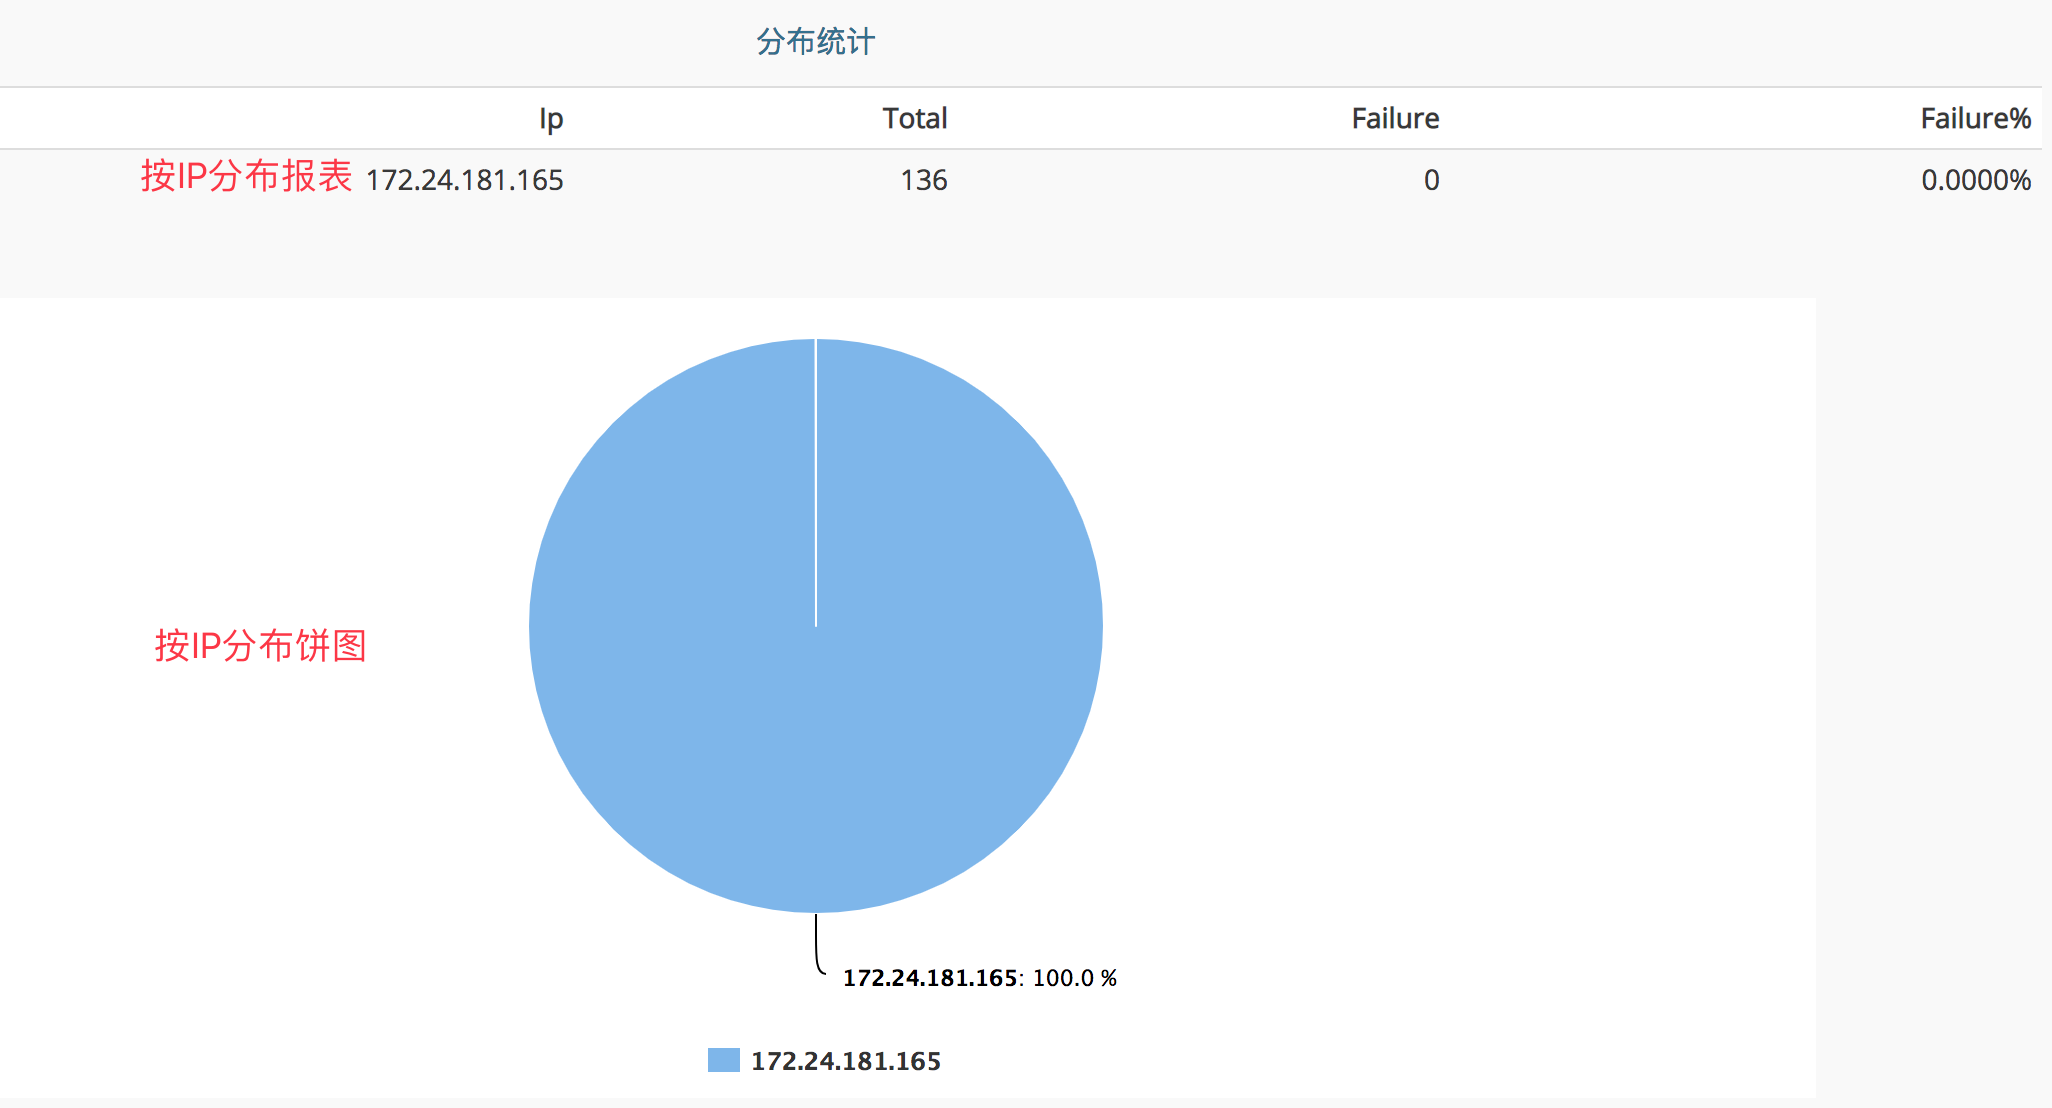 分布统计
Ip Total Failure Failure%
按IP分布报表 172.24.181.165 136 0 0.0000%
按IP分布饼图
172.24.181.165: 100.0 %
172.24.181.165